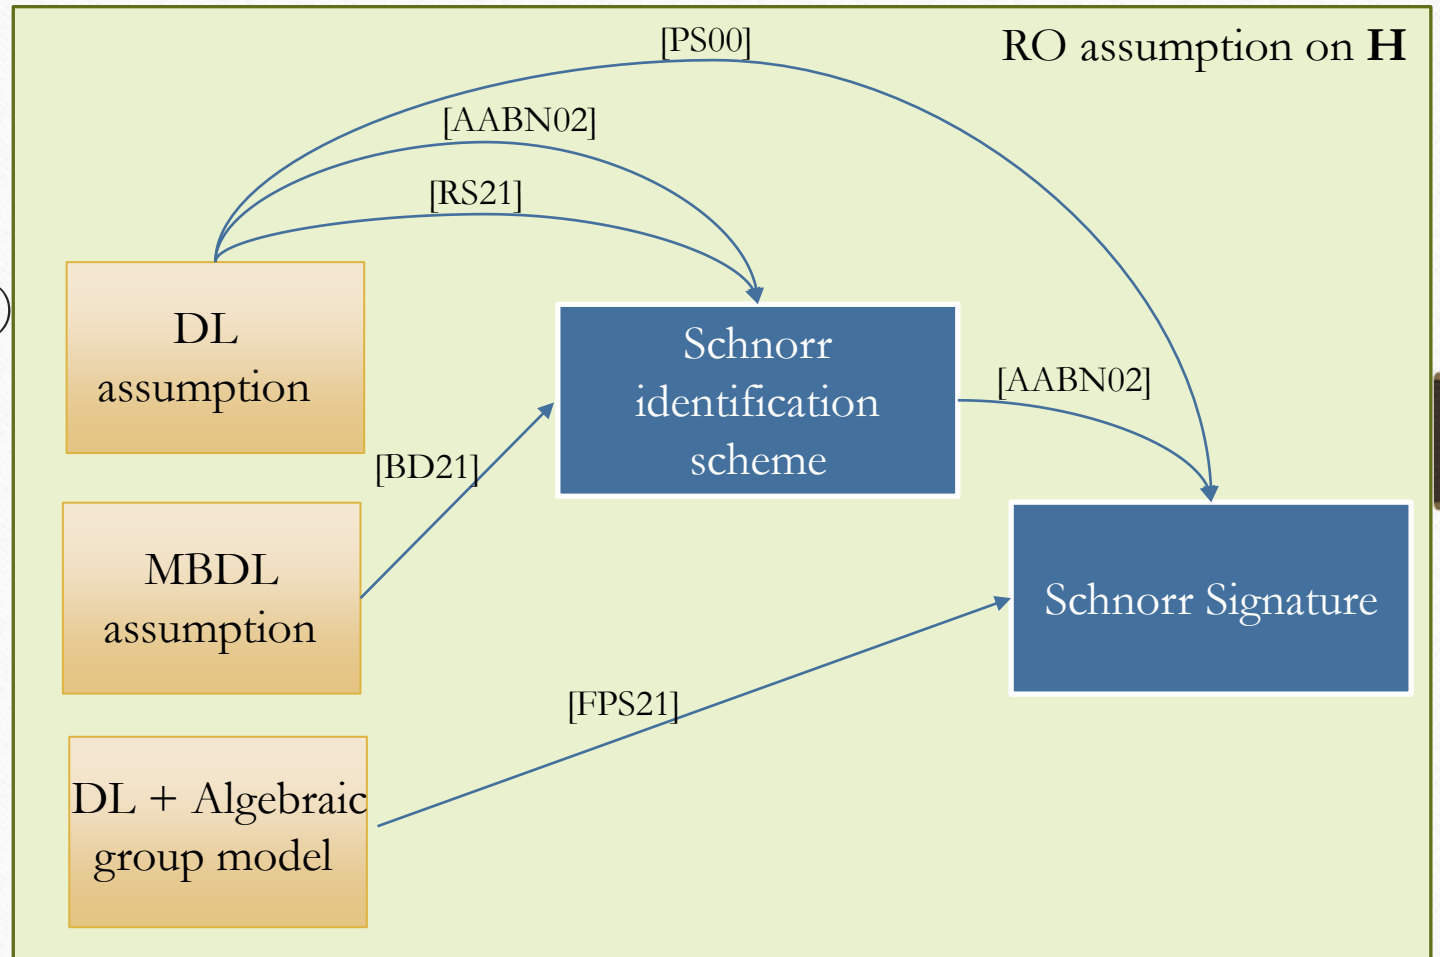 [PS00]
RO assumption on H
[AABN02]
[RS21]
DL
assumption
Schnorr
identification
scheme
[AABN02]
[BD21]
MBDL
assumption
Schnorr Signature
[FPS21]
DL + Algebraic
group model